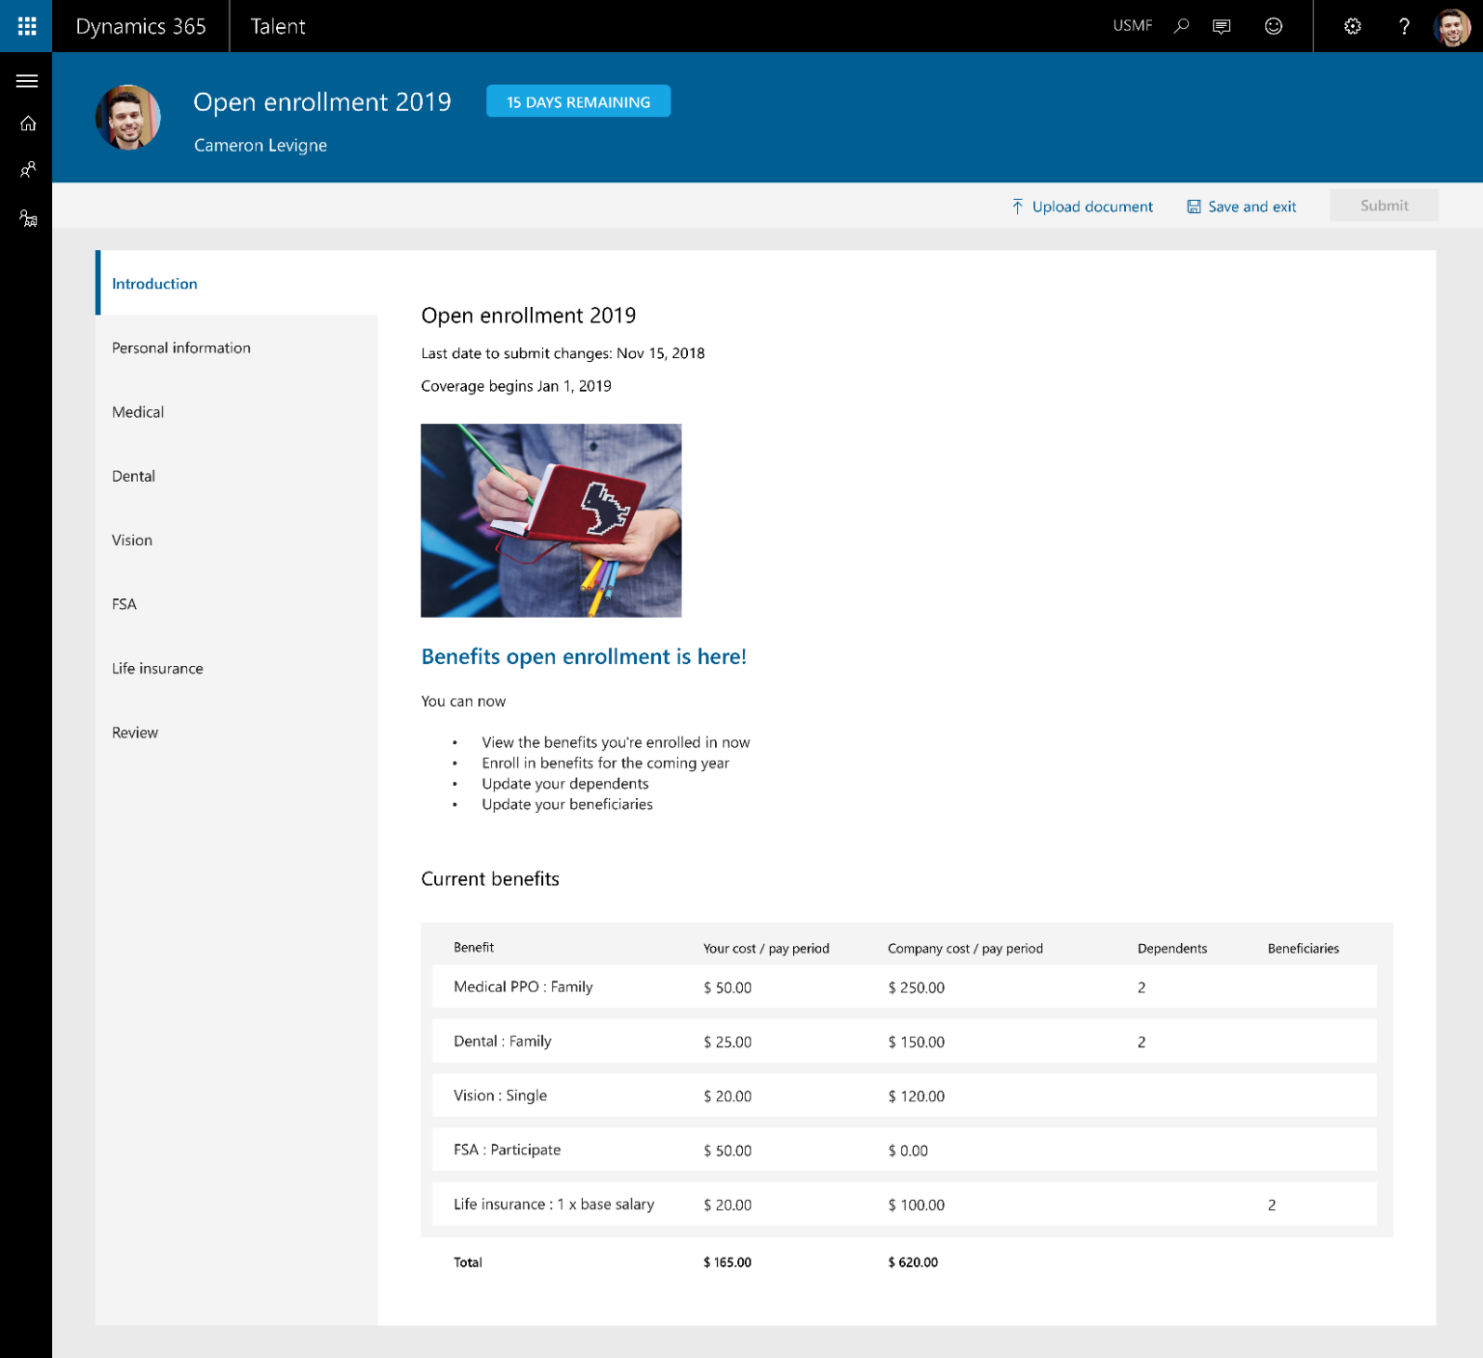 Dynamics 365 Talent USMF ?
Open enrollment 2019 15 DAYS REMAINING
Cameron Levigne
Upload document Save and exit Submit
Introduction
Personal information
Medical
Dental
Vision
FSA
Life insurance
Review
Open enrollment 2019
Last date to submit changes: Nov 15, 2018
Coverage begins Jan 1, 2019
Benefits open enrollment is here!
You can now
• View the benefits you're enrolled in now
• Enroll in benefits for the coming year
• Update your dependents
• Update your beneficiaries
Current benefits
Benefit Your cost / pay period Company cost / pay period Dependents Beneficiaries
Medical PPO : Family $ 50.00 $ 250.00 2
Dental : Family $ 25.00 $ 150.00 2
Vision : Single $ 20.00 $ 120.00
FSA : Participate $ 50.00 $ 0.00
Life insurance : 1 x base salary $ 20.00 $ 100.00 2
Total $ 165.00 $ 620.00